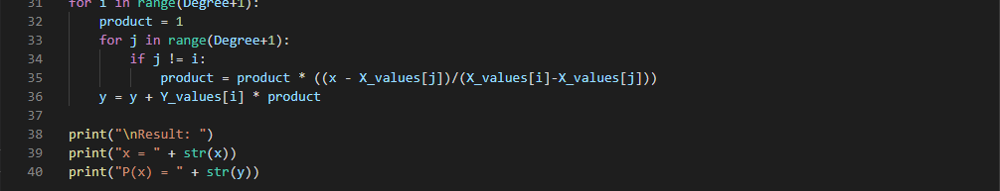 31 for i in range(Degree+1):
32     product = 1
33     for j in range(Degree+1):
34         if j != i:
35             product = product * ((x - X_values[j])/(X_values[i]-X_values[j]))
36     y = y + Y_values[i] * product
37
38 print("\nResult: ")
39 print("x = " + str(x))
40 print("P(x) = " + str(y))